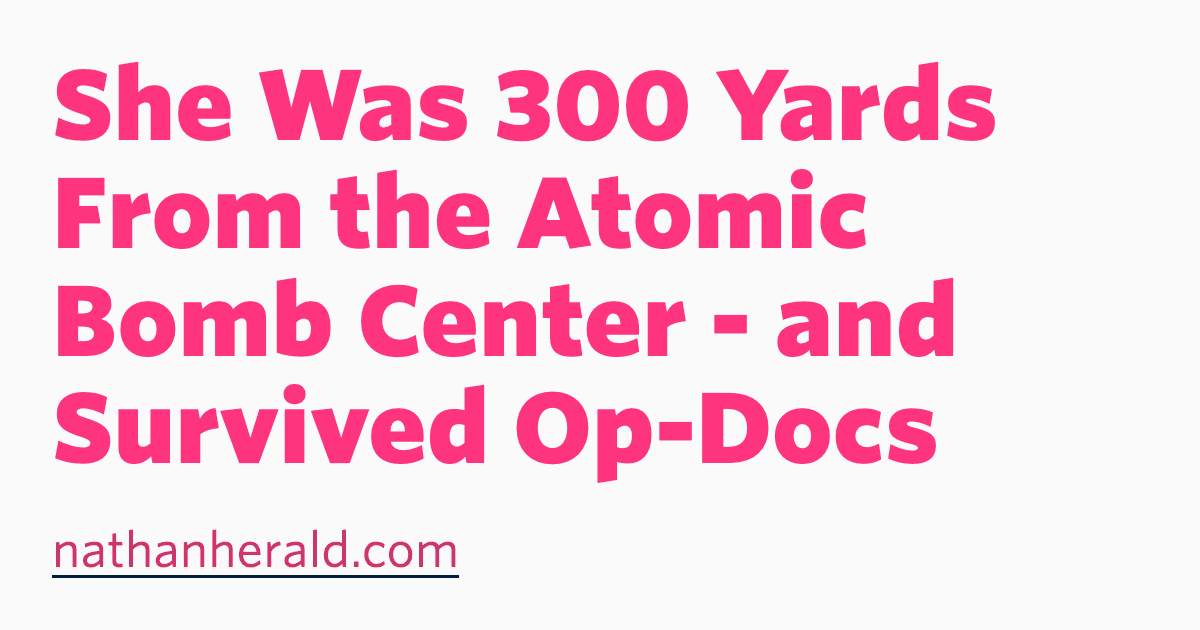 She Was 300 Yards
From the Atomic
Bomb Center - and
Survived Op-Docs
nathanherald.com